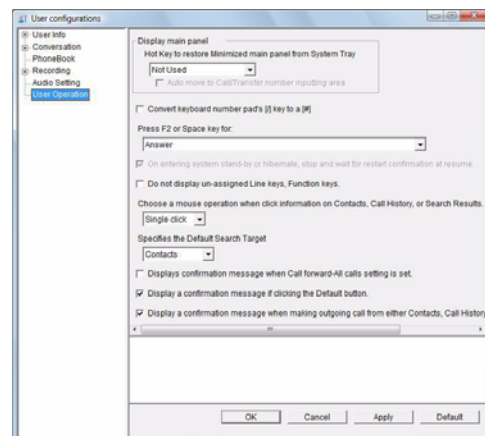 User configurations
User Info
Conversation
PhoneBook
Recording
Audio Setting
User Operation
Display main panel
Hot Key to restore Minimized main panel from System Tray
Not Used
Auto move to Call/Transfer number inputting area
Convert keyboard number pad's [/] key to a [#]
Press F2 or Space key for:
Answer
On entering system stand-by or hibernate, stop and wait for restart confirmation at resume.
Do not display un-assigned Line keys, Function keys.
Choose a mouse operation when click information on Contacts, Call History, or Search Results.
Single click
Specifies the Default Search Target
Contacts
Displays confirmation message when Call forward-All calls setting is set.
Display a confirmation message if clicking the Default button.
Display a confirmation message when making outgoing call from either Contacts, Call History
OK Cancel Apply Default